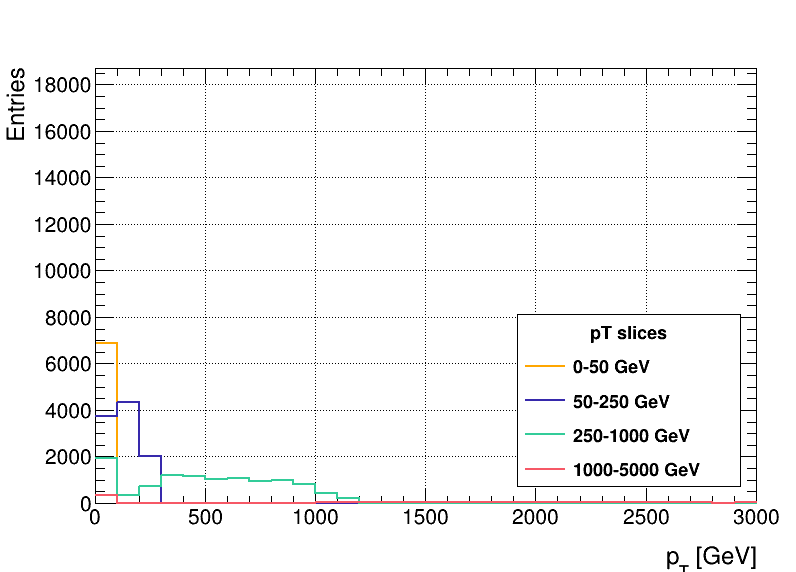 Entries
18000
16000
14000
12000
10000
8000
6000
4000
2000
0
pT slices
0-50 GeV
50-250 GeV
250-1000 GeV
1000-5000 GeV
0 500 1000 1500 2000 2500 3000
pT [GeV]